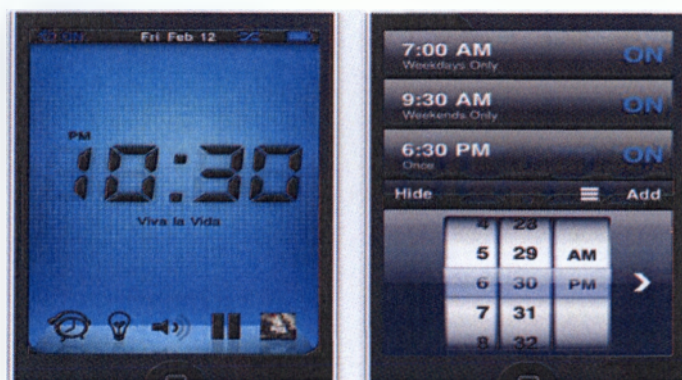 Fri Feb 12
PM
10:30
Viva la Vida
7:00 AM
Weekdays Only
ON
9:30 AM
Weekends Only
ON
6:30 PM
Once
ON
Hide
Add
4 28
5 29 AM
6 30 PM
7 31
8 32